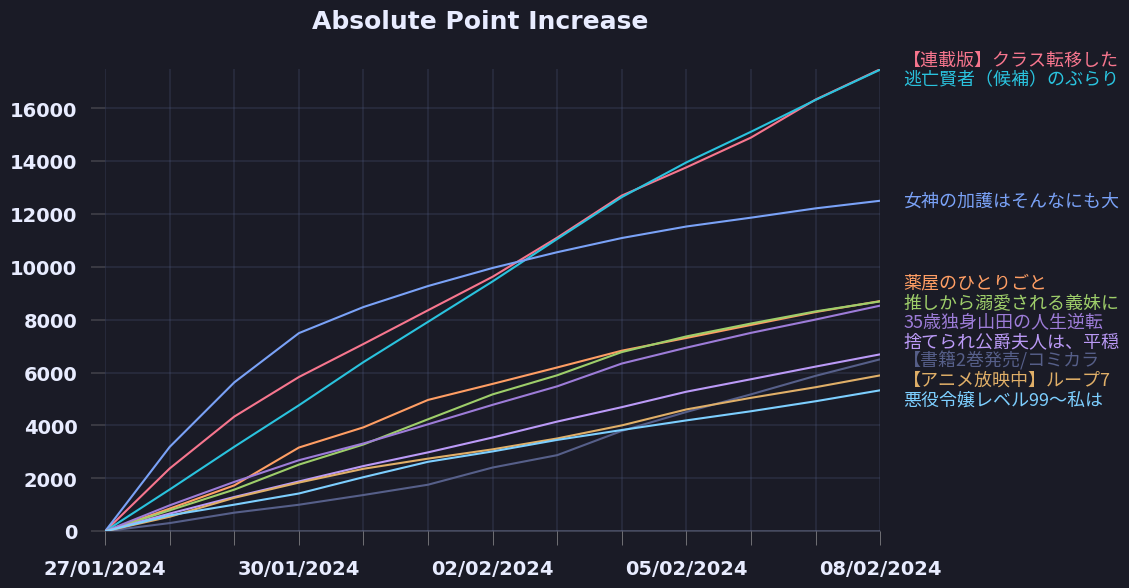 Absolute Point Increase
16000
14000
12000
10000
8000
6000
4000
2000
0
27/01/2024
30/01/2024
02/02/2024
05/02/2024
08/02/2024
【連載版】クラス転移した
逃亡賢者（候補）のぶらり
女神の加護はそんなにも大
薬屋のひとりごと
推しから溺愛される義妹に
35歳独身山田の人生逆転
捨てられ公爵夫人は、平穏
【書籍2巻発売/コミカラ
【アニメ放映中】ループ7
悪役令嬢レベル99〜私は